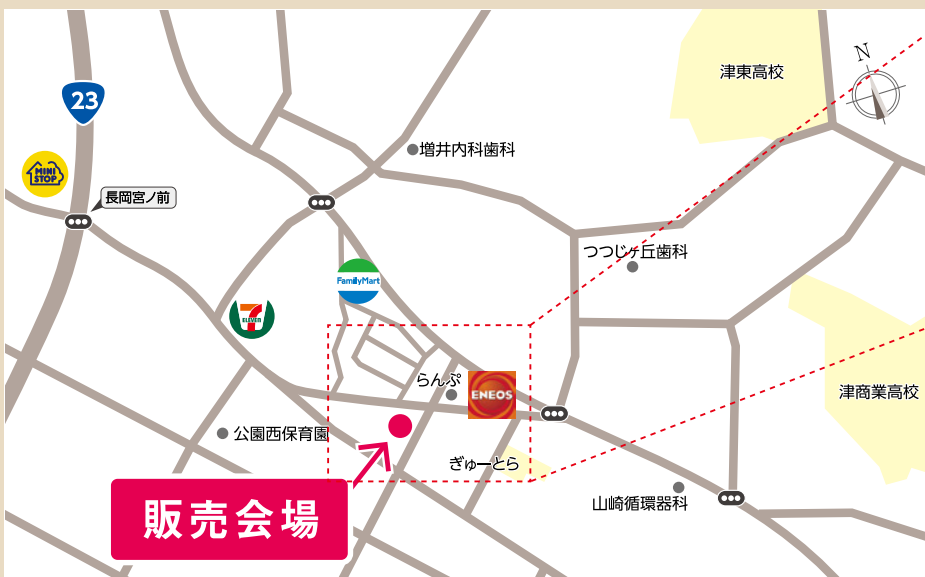 津東高校
N
23
増井内科歯科
MINI
STOP
長岡宮ノ前
つつじヶ丘歯科
FamilyMart
7
ELEVEN
らんぷ
ENEOS
津商業高校
公園西保育園
ぎゅーとら
山崎循環器科
販売会場